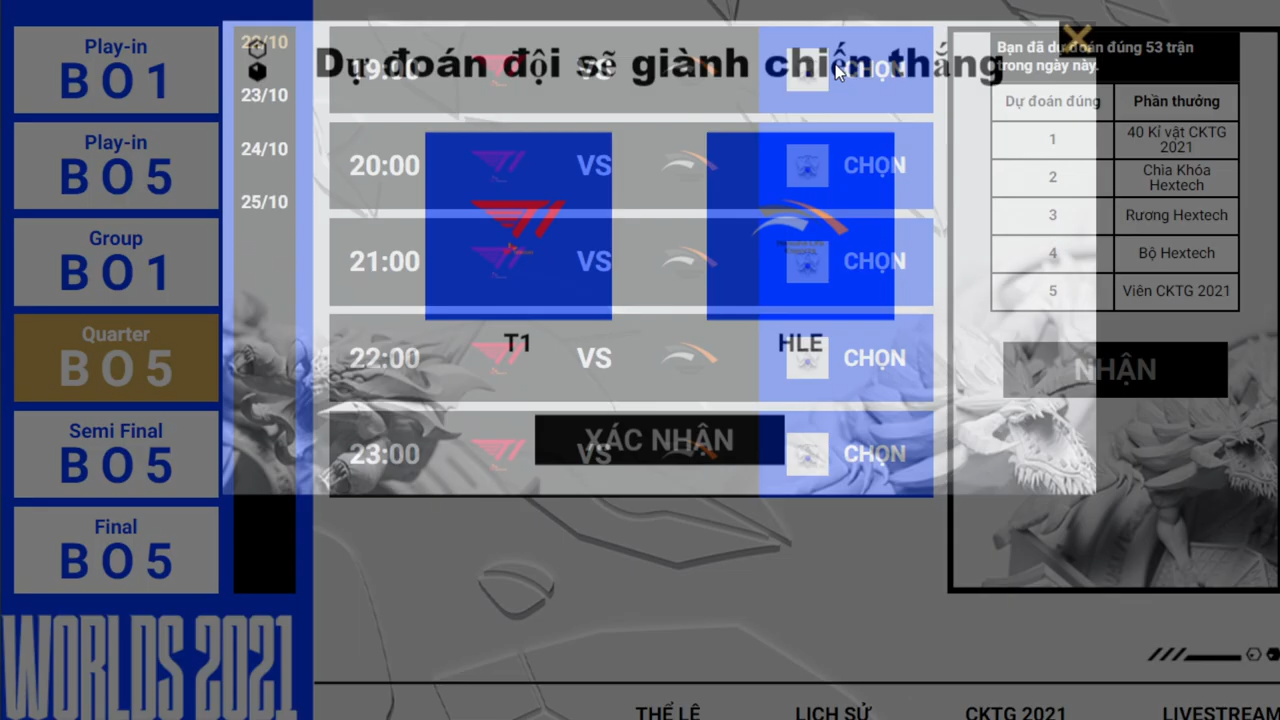 Play-in
BO1
Play-in
BO5
Group
BO1
Quarter
BO5
Semi Final
BO5
Final
BO5
WORLDS 2021
22/10
23/10
24/10
25/10
Dự đoán đội sẽ giành chiến thắng
19:00 VS CHỌN
20:00 VS CHỌN
21:00 VS CHỌN
22:00 VS CHỌN
23:00 VS CHỌN
T1
HLE
XÁC NHẬN
Bạn đã dự đoán đúng 53 trận
trong ngày này.
Dự đoán đúng Phần thưởng
1 40 Kỉ vật CKTG
2021
2 Chìa Khóa
Hextech
3 Rương Hextech
4 Bộ Hextech
5 Viên CKTG 2021
NHẬN
THỂ LỆ LỊCH SỬ CKTG 2021 LIVESTREAM